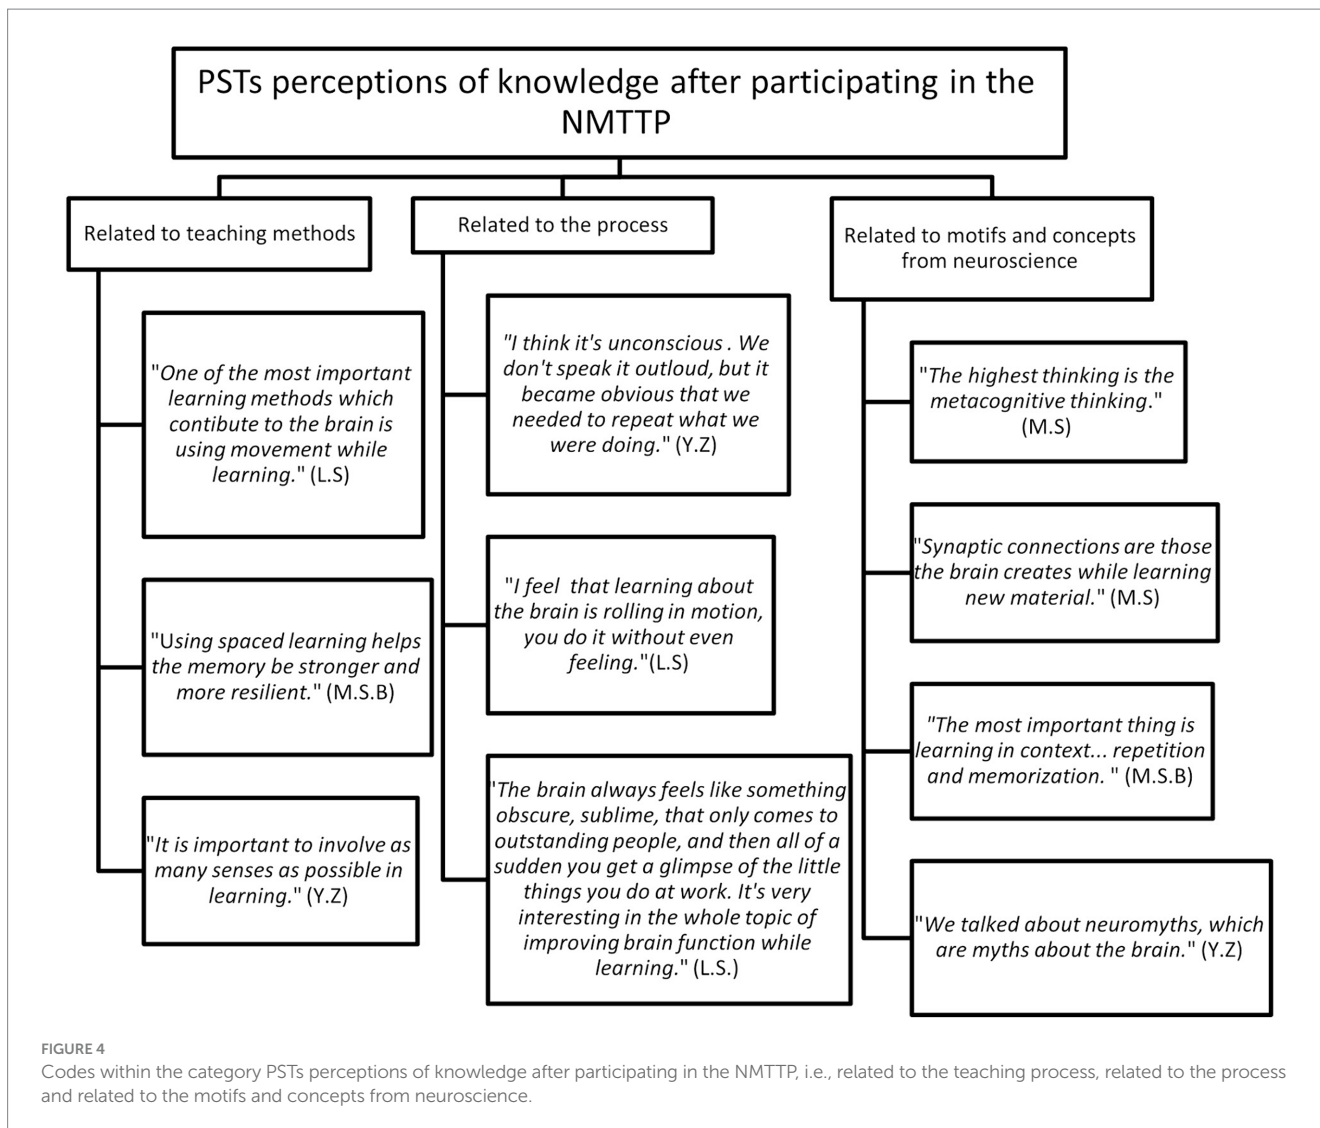 PSTs perceptions of knowledge after participating in the
NMTTP
Related to teaching methods
"One of the most important
learning methods which
contibute to the brain is
using movement while
learning." (L.S)
"Using spaced learning helps
the memory be stronger and
more resilient." (M.S.B)
"It is important to involve as
many senses as possible in
learning." (Y.Z)
Related to the process
"I think it's unconscious . We
don't speak it outloud, but it
became obvious that we
needed to repeat what we
were doing." (Y.Z)
"I feel  that learning about
the brain is rolling in motion,
you do it without even
feeling."(L.S)
"The brain always feels like something
obscure, sublime, that only comes to
outstanding people, and then all of a
sudden you get a glimpse of the little
things you do at work. It's very
interesting in the whole topic of
improving brain function while
learning." (L.S.)
Related to motifs and concepts
from neuroscience
"The highest thinking is the
metacognitive thinking."
(M.S)
"Synaptic connections are those
the brain creates while learning
new material." (M.S)
"The most important thing is
learning in context... repetition
and memorization. " (M.S.B)
"We talked about neuromyths, which
are myths about the brain." (Y.Z)
FIGURE 4
Codes within the category PSTs perceptions of knowledge after participating in the NMTTP, i.e., related to the teaching process, related to the process
and related to the motifs and concepts from neuroscience.